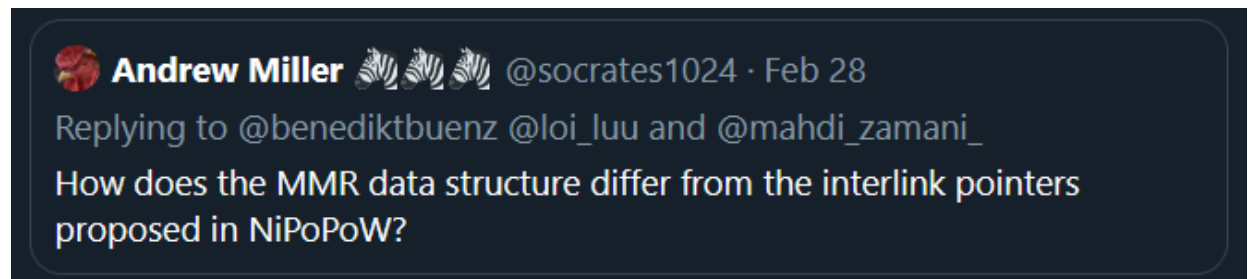 Andrew Miller 🦓🦓🦓 @socrates1024 · Feb 28
Replying to @benediktbuenz @loi_luu and @mahdi_zamani_
How does the MMR data structure differ from the interlink pointers
proposed in NiPoPoW?